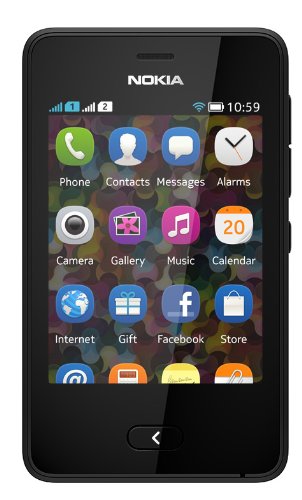 NOKIA
1 2 10:59
Phone Contacts Messages Alarms
20
Camera Gallery Music Calendar
f
Internet Gift Facebook Store
@